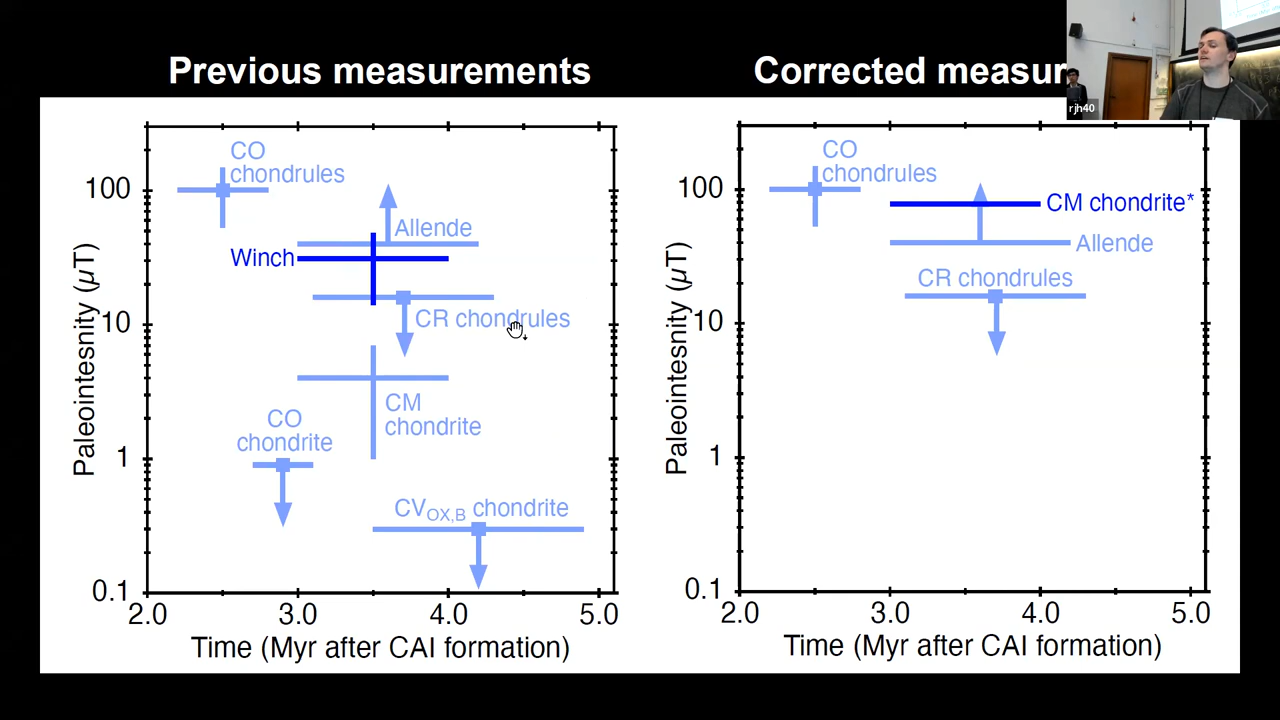 Previous measurements
100
10
1
0.1
2.0 3.0 4.0 5.0
Paleointesnity (µT)
Time (Myr after CAI formation)
CO
chondrules
Allende
Winch
CR chondrules
CM
chondrite
CO
chondrite
CVOX,B chondrite
Corrected measur
rjh40
100
10
1
0.1
2.0 3.0 4.0 5.0
Paleointesnity (µT)
Time (Myr after CAI formation)
CO
chondrules
CM chondrite*
Allende
CR chondrules